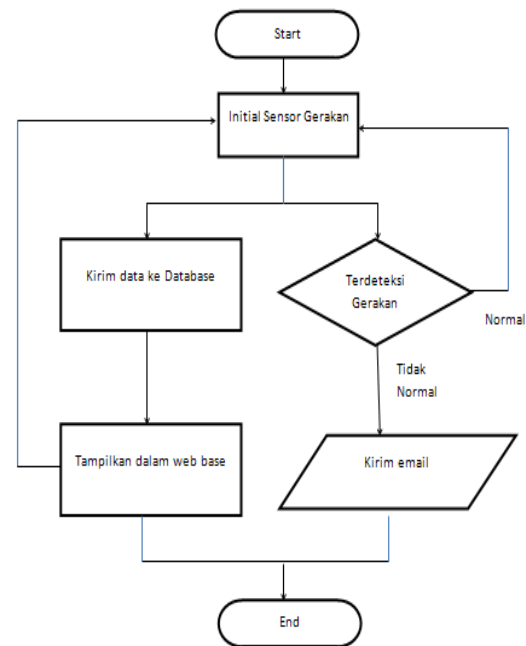 Start
Initial Sensor Gerakan
Kirim data ke Database
Terdeteksi
Gerakan
Normal
Tidak
Normal
Tampilkan dalam web base
Kirim email
End